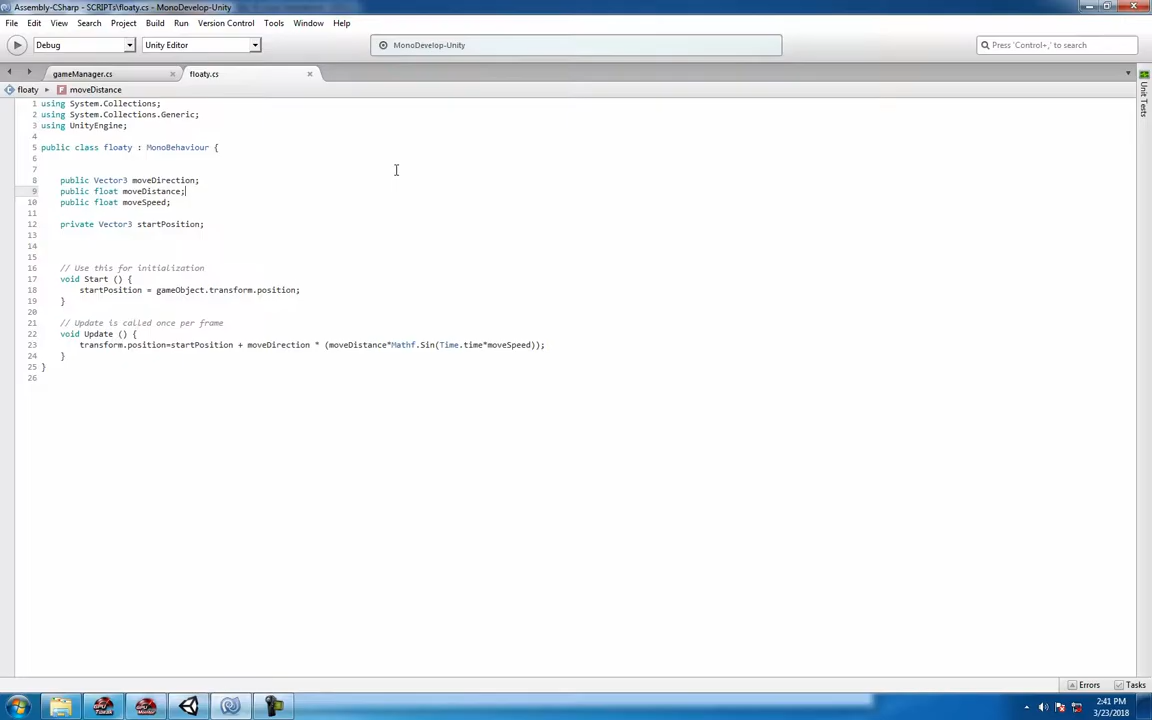 Assembly-CSharp - SCRIPTs\floaty.cs - MonoDevelop-Unity
File Edit View Search Project Build Run Version Control Tools Window Help
Debug Unity Editor MonoDevelop-Unity Press 'Control+,' to search
gameManager.cs floaty.cs
floaty moveDistance
Unit Tests
1 using System.Collections;
2 using System.Collections.Generic;
3 using UnityEngine;
4
5 public class floaty : MonoBehaviour {
6
7
8 public Vector3 moveDirection;
9 public float moveDistance;
10 public float moveSpeed;
11
12 private Vector3 startPosition;
13
14
15
16 // Use this for initialization
17 void Start () {
18 startPosition = gameObject.transform.position;
19 }
20
21 // Update is called once per frame
22 void Update () {
23 transform.position=startPosition + moveDirection * (moveDistance*Mathf.Sin(Time.time*moveSpeed));
24 }
25 }
26
Errors Tasks
2:41 PM
3/23/2018